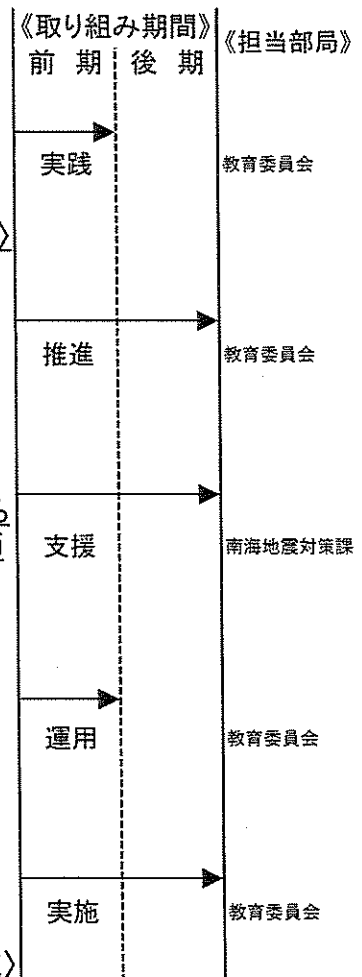 《取り組み期間》《担当部局》
前 期 後 期
実践 教育委員会
推進 教育委員会
支援 南海地震対策課
運用 教育委員会
実施 教育委員会